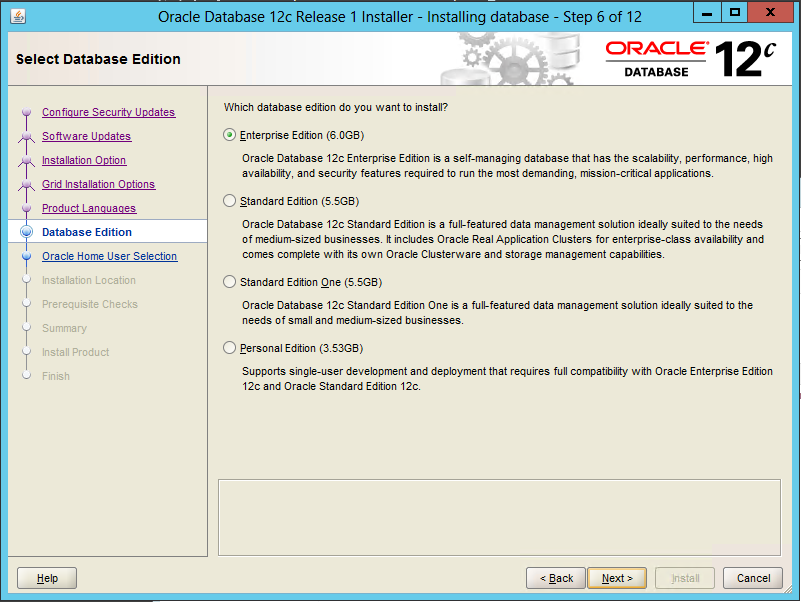 Oracle Database 12c Release 1 Installer - Installing database - Step 6 of 12
Select Database Edition
ORACLE®
DATABASE
12c
Configure Security Updates
Software Updates
Installation Option
Grid Installation Options
Product Languages
Database Edition
Oracle Home User Selection
Installation Location
Prerequisite Checks
Summary
Install Product
Finish
Which database edition do you want to install?
Enterprise Edition (6.0GB)
Oracle Database 12c Enterprise Edition is a self-managing database that has the scalability, performance, high
availability, and security features required to run the most demanding, mission-critical applications.
Standard Edition (5.5GB)
Oracle Database 12c Standard Edition is a full-featured data management solution ideally suited to the needs
of medium-sized businesses. It includes Oracle Real Application Clusters for enterprise-class availability and
comes complete with its own Oracle Clusterware and storage management capabilities.
Standard Edition One (5.5GB)
Oracle Database 12c Standard Edition One is a full-featured data management solution ideally suited to the
needs of small and medium-sized businesses.
Personal Edition (3.53GB)
Supports single-user development and deployment that requires full compatibility with Oracle Enterprise Edition
12c and Oracle Standard Edition 12c.
Help
< Back
Next >
Install
Cancel